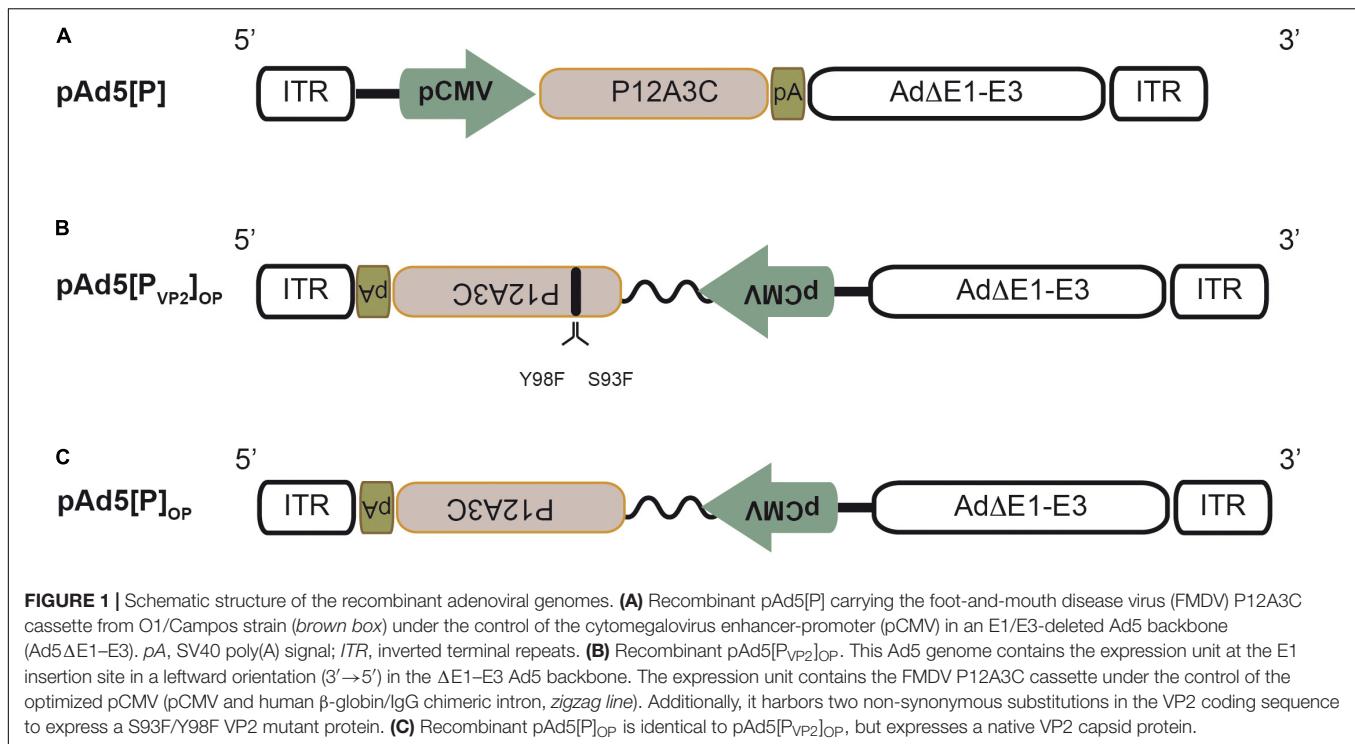 A
5’ 3’
pAd5[P] ITR pCMV P12A3C pA AdΔE1-E3 ITR
B
5’ 3’
pAd5[PVP2]OP ITR pA P12A3C pCMV AdΔE1-E3 ITR
Y98F S93F
C
5’ 3’
pAd5[P]OP ITR pA P12A3C pCMV AdΔE1-E3 ITR
FIGURE 1 | Schematic structure of the recombinant adenoviral genomes. (A) Recombinant pAd5[P] carrying the foot-and-mouth disease virus (FMDV) P12A3C
cassette from O1/Campos strain (brown box) under the control of the cytomegalovirus enhancer-promoter (pCMV) in an E1/E3-deleted Ad5 backbone
(Ad5ΔE1–E3). pA, SV40 poly(A) signal; ITR, inverted terminal repeats. (B) Recombinant pAd5[PVP2]OP. This Ad5 genome contains the expression unit at the E1
insertion site in a leftward orientation (3′→5′) in the ΔE1–E3 Ad5 backbone. The expression unit contains the FMDV P12A3C cassette under the control of the
optimized pCMV (pCMV and human β-globin/IgG chimeric intron, zigzag line). Additionally, it harbors two non-synonymous substitutions in the VP2 coding sequence
to express a S93F/Y98F VP2 mutant protein. (C) Recombinant pAd5[P]OP is identical to pAd5[PVP2]OP, but expresses a native VP2 capsid protein.